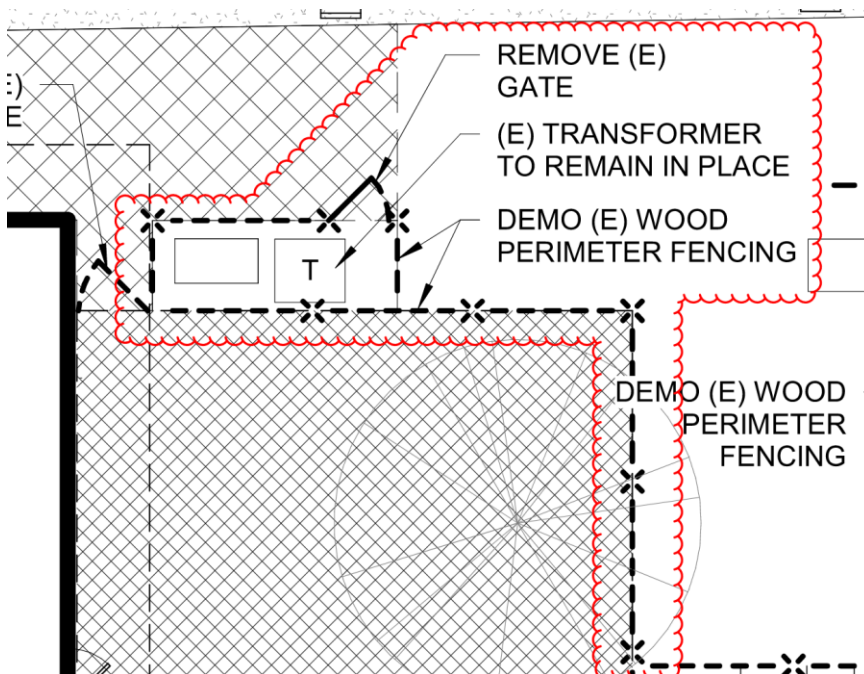 REMOVE (E)
GATE
E)
E
(E) TRANSFORMER
TO REMAIN IN PLACE
DEMO (E) WOOD
PERIMETER FENCING
T
DEMO (E) WOOD
PERIMETER
FENCING